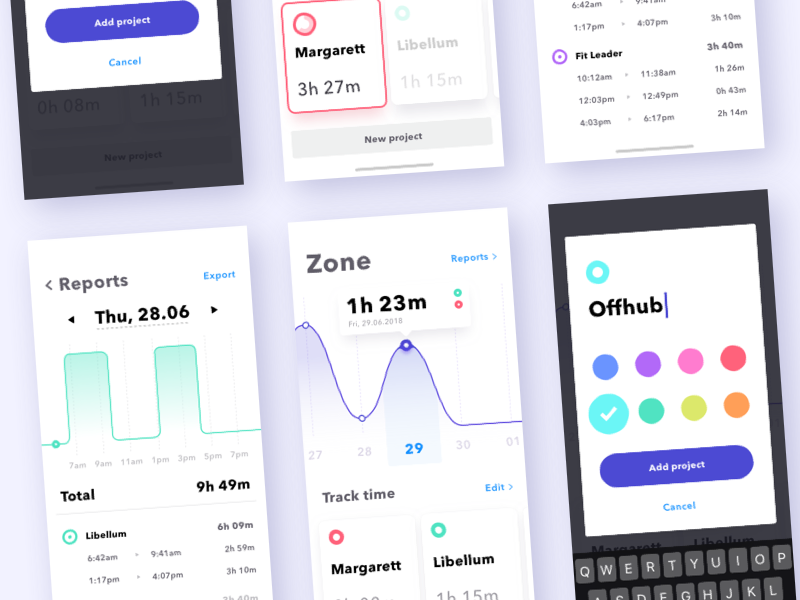 Add project
Cancel
0h 08m
1h 15m
New project
Margarett
3h 27m
Libellum
1h 15m
New project
6:42am 9:41am
1:17pm 4:07pm 3h 10m
Fit Leader 3h 40m
10:12am 11:38am 1h 26m
12:03pm 12:49pm 0h 43m
4:03pm 6:17pm 2h 14m
Reports Export
Thu, 28.06
7am 9am 11am 1pm 3pm 5pm 7pm
Total 9h 49m
Libellum 6h 09m
6:42am 9:41am 2h 59m
1:17pm 4:07pm 3h 10m
3h 40m
Zone Reports
1h 23m
Fri, 29.06.2018
27 28 29 30 01
Track time Edit
Margarett
Libellum
1h 15m
Offhub
Add project
Cancel
Margarett Libellum
Q W E R T Y U I O P
A S D F G H J K L